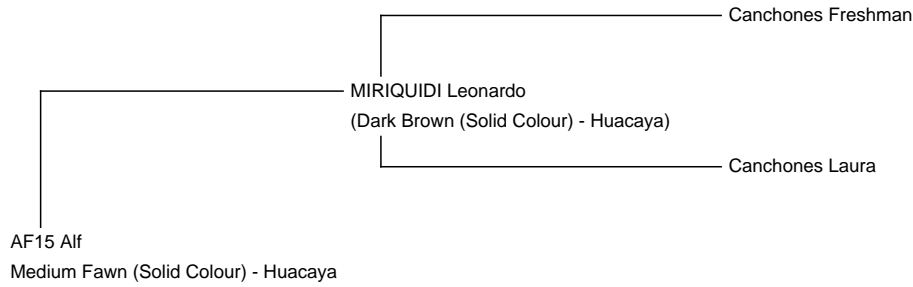 Canchones Freshman
MIRIQUIDI Leonardo
(Dark Brown (Solid Colour) - Huacaya)
Canchones Laura
AF15 Alf
Medium Fawn (Solid Colour) - Huacaya